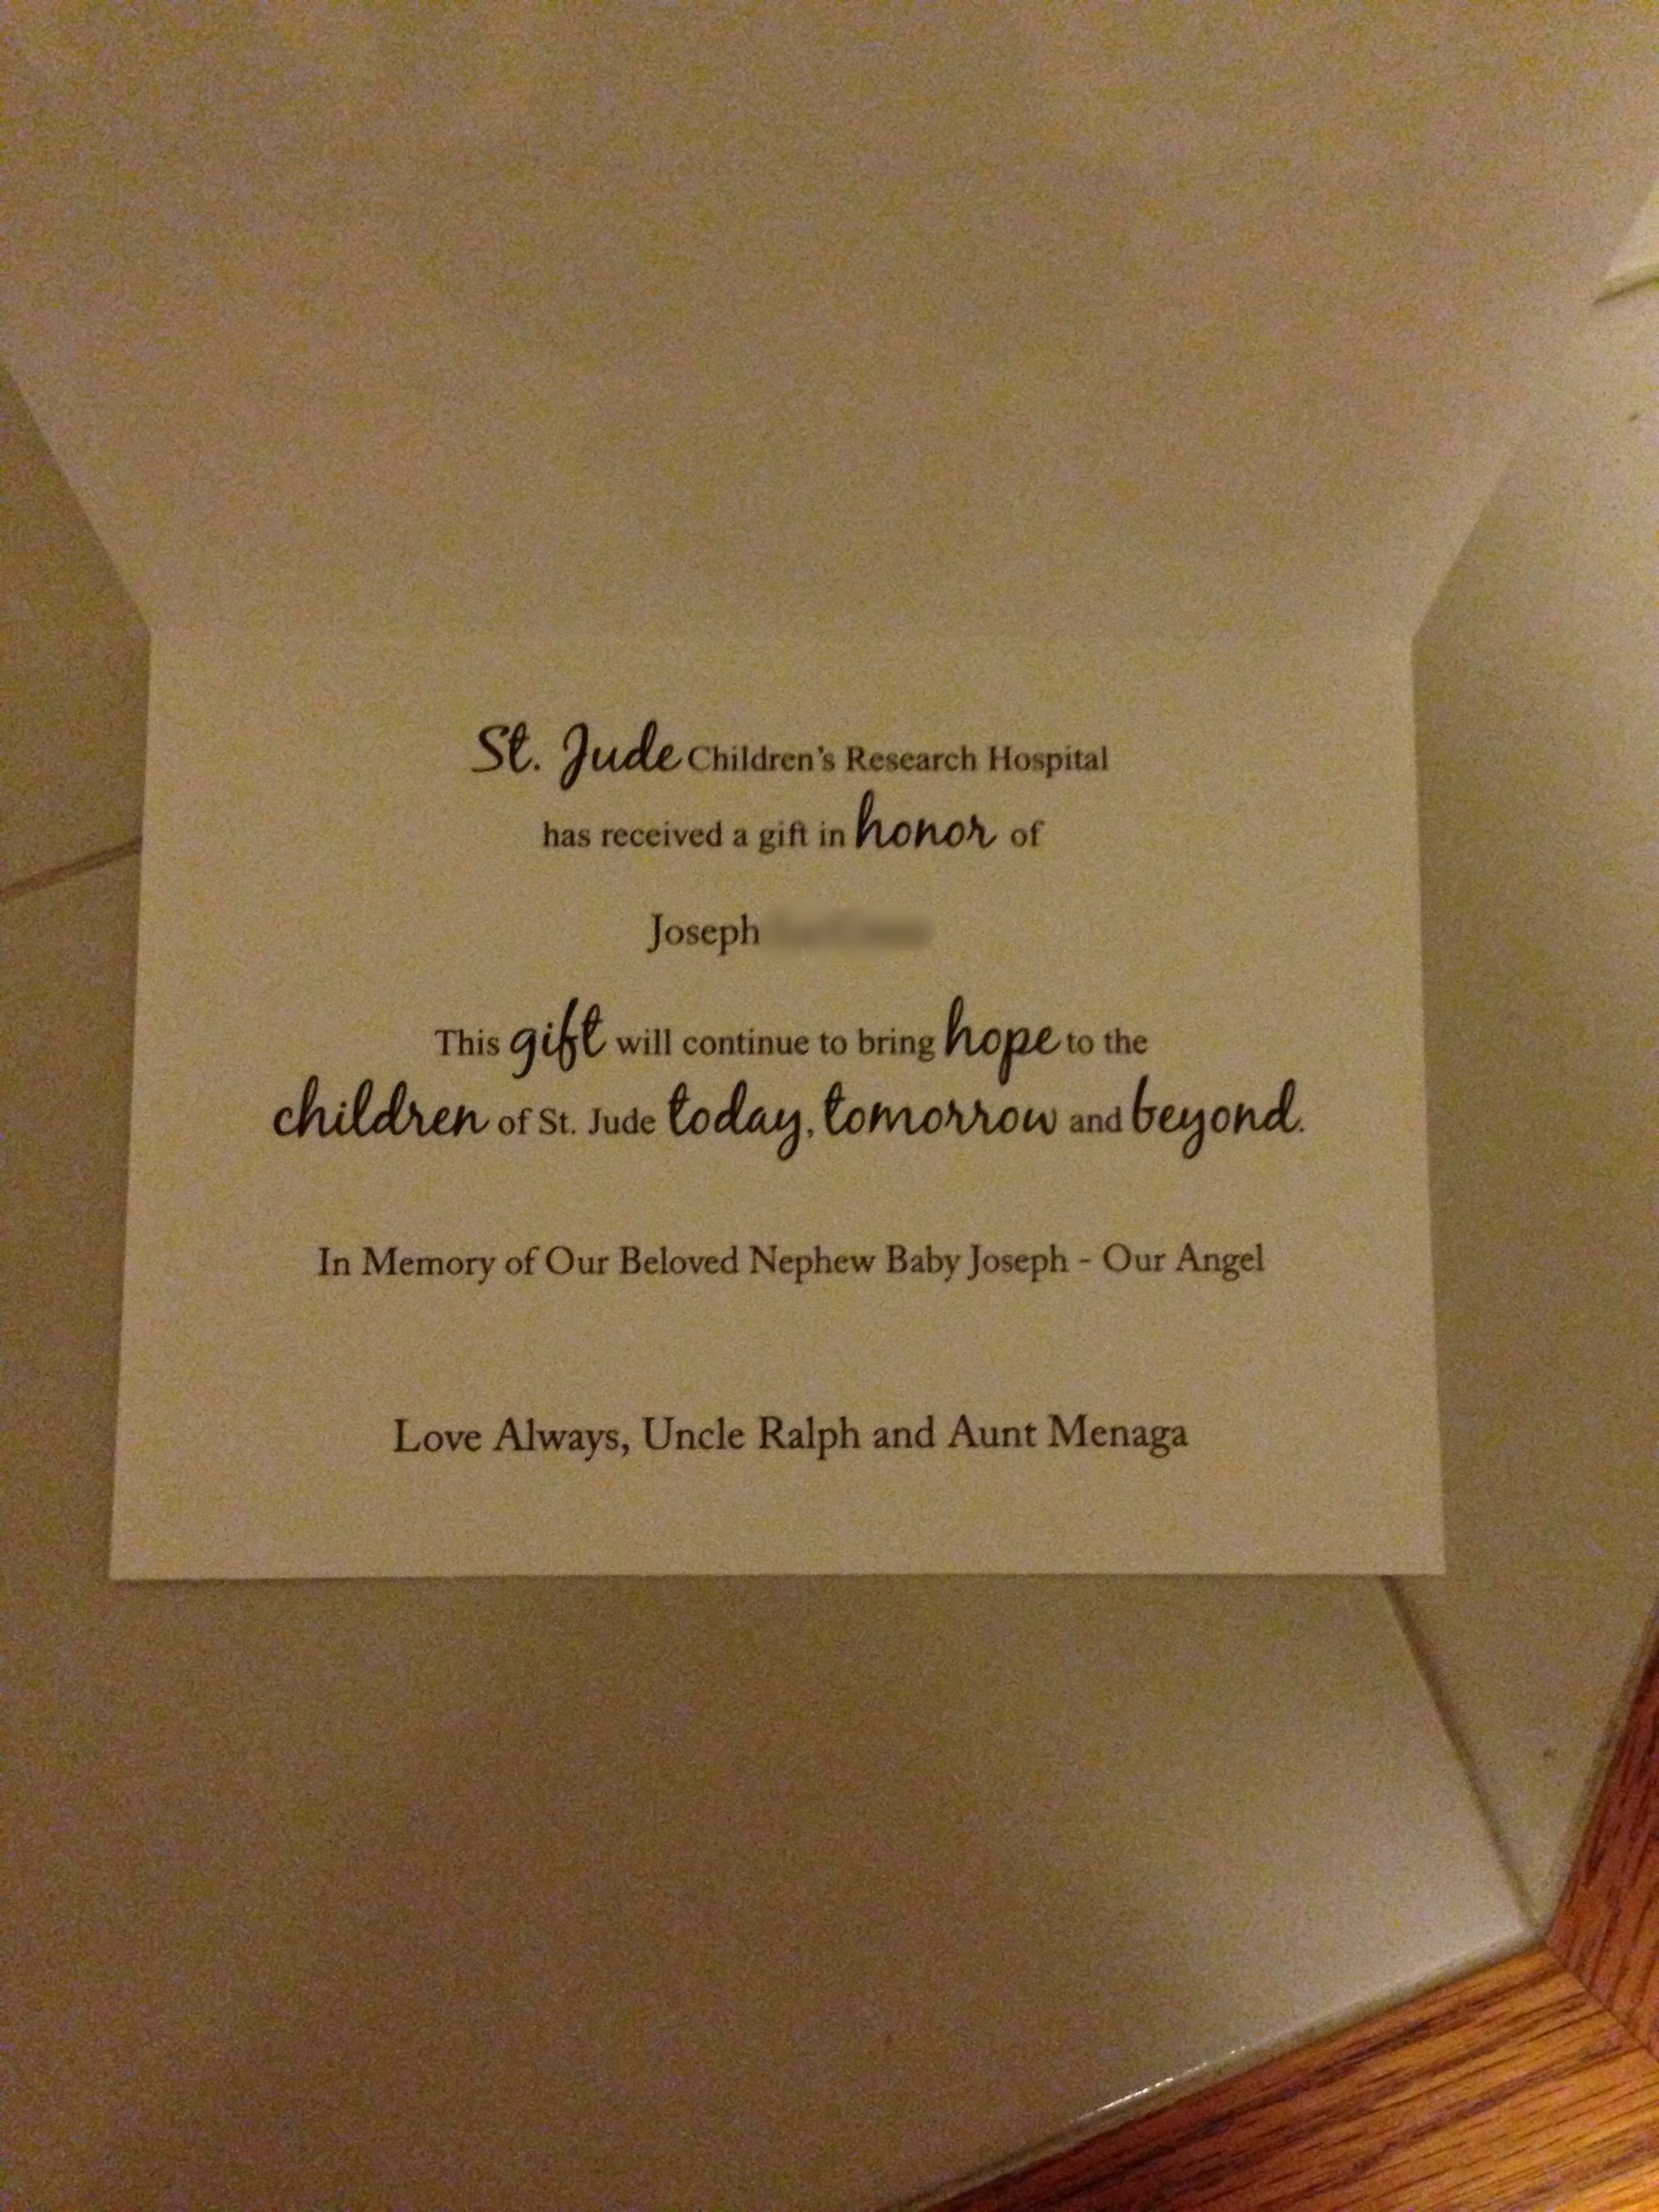 St. Jude Children's Research Hospital
has received a gift in honor of
Joseph
This gift will continue to bring hope to the
children of St. Jude today, tomorrow and beyond.
In Memory of Our Beloved Nephew Baby Joseph - Our Angel
Love Always, Uncle Ralph and Aunt Menaga